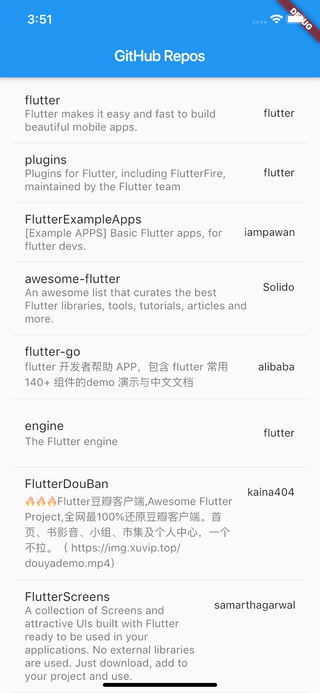 3:51
DEBUG
GitHub Repos
flutter
Flutter makes it easy and fast to build
beautiful mobile apps.
flutter
plugins
Plugins for Flutter, including FlutterFire,
maintained by the Flutter team
flutter
FlutterExampleApps
[Example APPS] Basic Flutter apps, for
flutter devs.
iampawan
awesome-flutter
An awesome list that curates the best
Flutter libraries, tools, tutorials, articles and
more.
Solido
flutter-go
flutter 开发者帮助 APP，包含 flutter 常用
140+ 组件的demo 演示与中文文档
alibaba
engine
The Flutter engine
flutter
FlutterDouBan
🔥🔥🔥Flutter豆瓣客户端,Awesome Flutter
Project,全网最100%还原豆瓣客户端。首
页、书影音、小组、市集及个人中心，一个
不拉。（ https://img.xuvip.top/
douyademo.mp4)
kaina404
FlutterScreens
A collection of Screens and
attractive UIs built with Flutter
ready to be used in your
applications. No external libraries
are used. Just download, add to
your project and use.
samarthagarwal